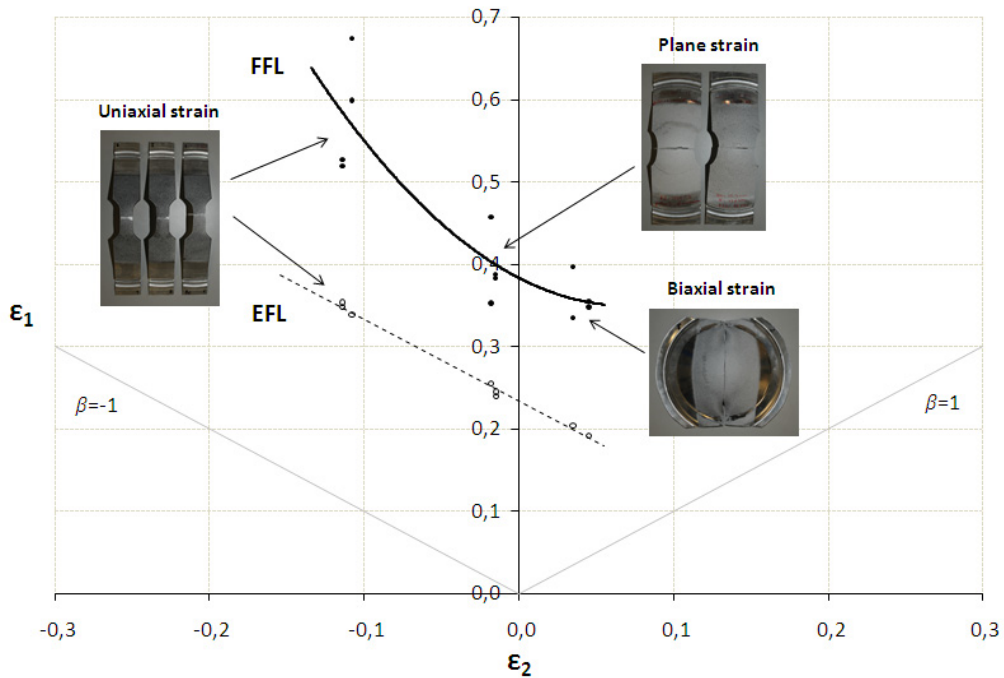 0,7
Plane strain
FFL
Uniaxial strain
0,6
0,5
0,4
Biaxial strain
ε1
EFL
0,3
β=-1
β=1
0,2
0,1
0,0
-0,3
-0,2
-0,1
0,0
0,1
0,2
0,3
ε2